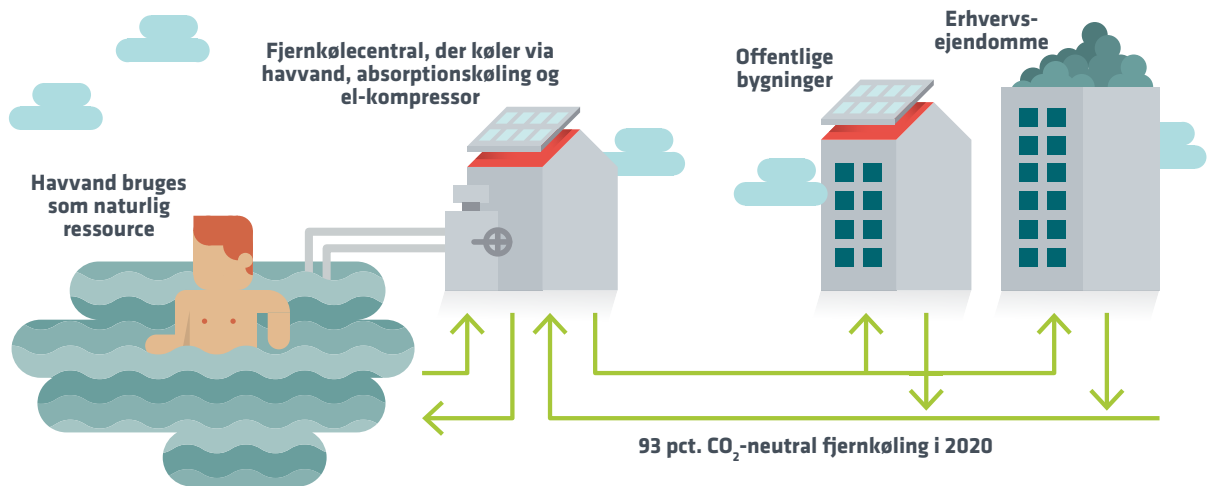 Fjernkølecentral, der køler via
havvand, absorptionskøling og
el-kompressor
Offentlige
bygninger
Erhvervs-
ejendomme
Havvand bruges
som naturlig
ressource
93 pct. CO₂-neutral fjernkøling i 2020